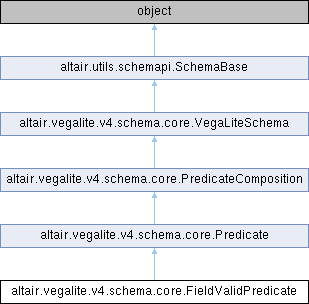 object
altair.utils.schemapi.SchemaBase
altair.vegalite.v4.schema.core.VegaLiteSchema
altair.vegalite.v4.schema.core.PredicateComposition
altair.vegalite.v4.schema.core.Predicate
altair.vegalite.v4.schema.core.FieldValidPredicate